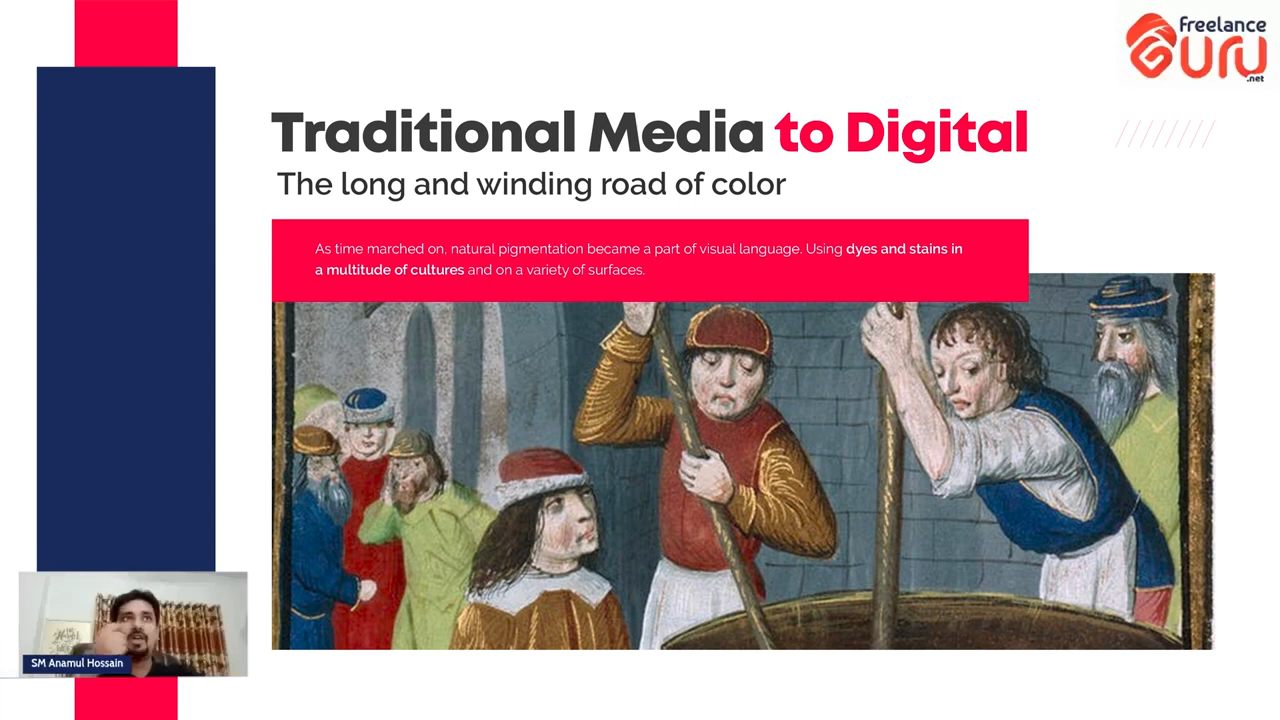 freelance
GURU
.net
Traditional Media to Digital
The long and winding road of color
As time marched on, natural pigmentation became a part of visual language. Using dyes and stains in
a multitude of cultures and on a variety of surfaces.
SM Anamul Hossain